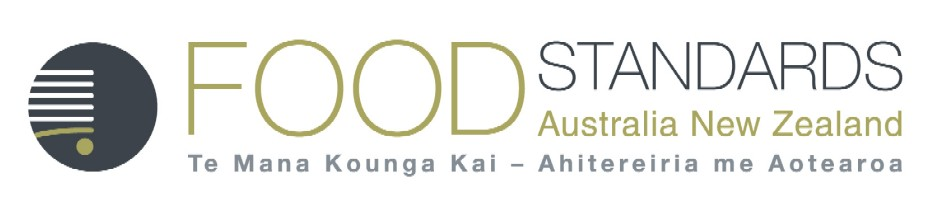 FOOD STANDARDS
Australia New Zealand
Te Mana Kounga Kai – Ahitereiria me Aotearoa